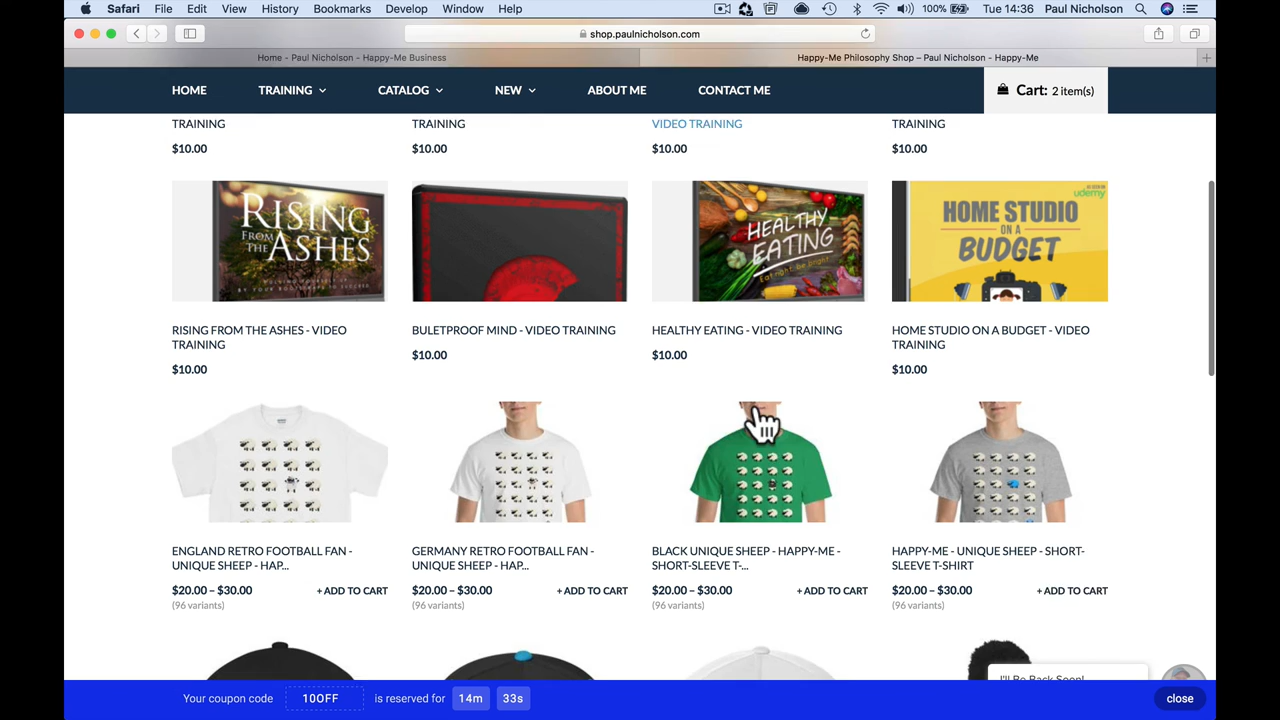 Safari File Edit View History Bookmarks Develop Window Help 100% Tue 14:36 Paul Nicholson
shop.paulnicholson.com
Home - Paul Nicholson - Happy-Me Business
Happy-Me Philosophy Shop – Paul Nicholson - Happy-Me
HOME TRAINING CATALOG NEW ABOUT ME CONTACT ME Cart: 2 item(s)
TRAINING TRAINING VIDEO TRAINING TRAINING
$10.00 $10.00 $10.00 $10.00
RISING
FROM THE
ASHES
HEALTHY
EATING
Eat right, be bright
AS SEEN ON
udemy
HOME STUDIO
ON A
BUDGET
RISING FROM THE ASHES - VIDEO
TRAINING
$10.00
BULETPROOF MIND - VIDEO TRAINING
$10.00
HEALTHY EATING - VIDEO TRAINING
$10.00
HOME STUDIO ON A BUDGET - VIDEO
TRAINING
$10.00
ENGLAND RETRO FOOTBALL FAN -
UNIQUE SHEEP - HAP...
$20.00 – $30.00 + ADD TO CART
(96 variants)
GERMANY RETRO FOOTBALL FAN -
UNIQUE SHEEP - HAP...
$20.00 – $30.00 + ADD TO CART
(96 variants)
BLACK UNIQUE SHEEP - HAPPY-ME -
SHORT-SLEEVE T-...
$20.00 – $30.00 + ADD TO CART
(96 variants)
HAPPY-ME - UNIQUE SHEEP - SHORT-
SLEEVE T-SHIRT
$20.00 – $30.00 + ADD TO CART
(96 variants)
I'll Be Back Soon!
Your coupon code 10OFF is reserved for 14m 33s close